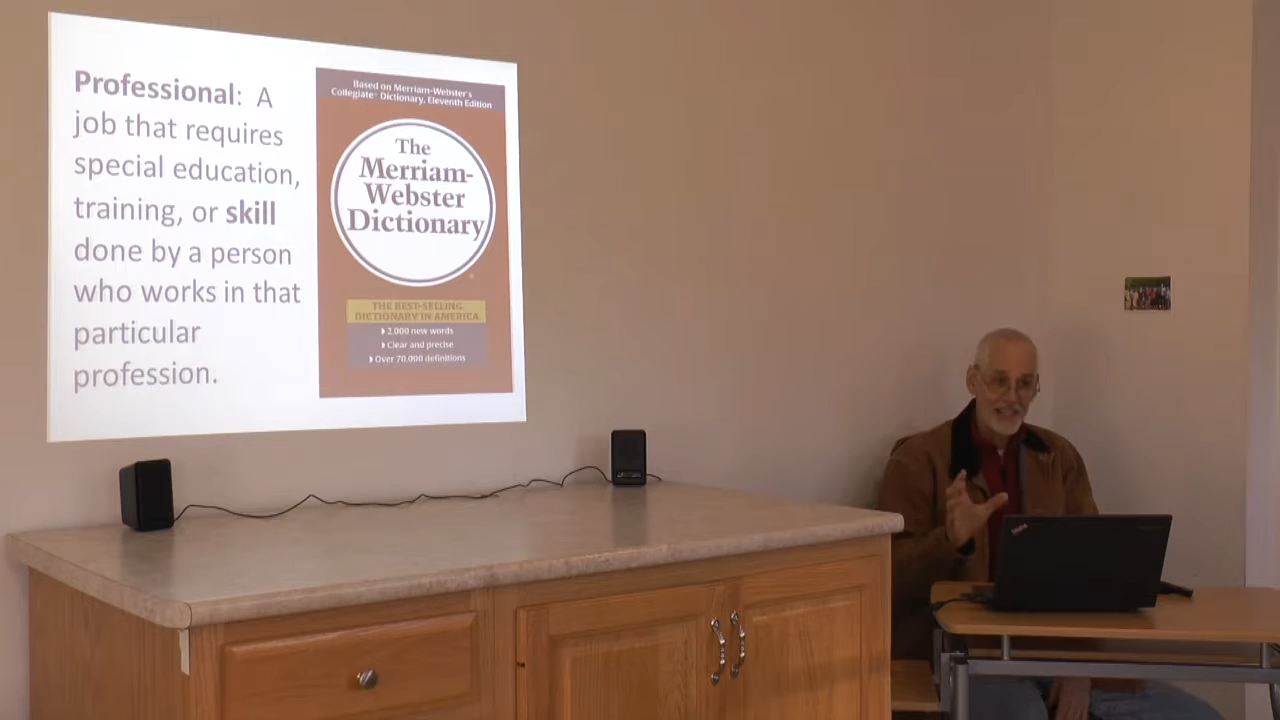 Professional: A
job that requires
special education,
training, or skill
done by a person
who works in that
particular
profession.
Based on Merriam-Webster's
Collegiate® Dictionary, Eleventh Edition
The
Merriam-
Webster
Dictionary
THE BEST-SELLING
DICTIONARY IN AMERICA
2,000 new words
Clear and precise
Over 70,000 definitions
ThinkPad